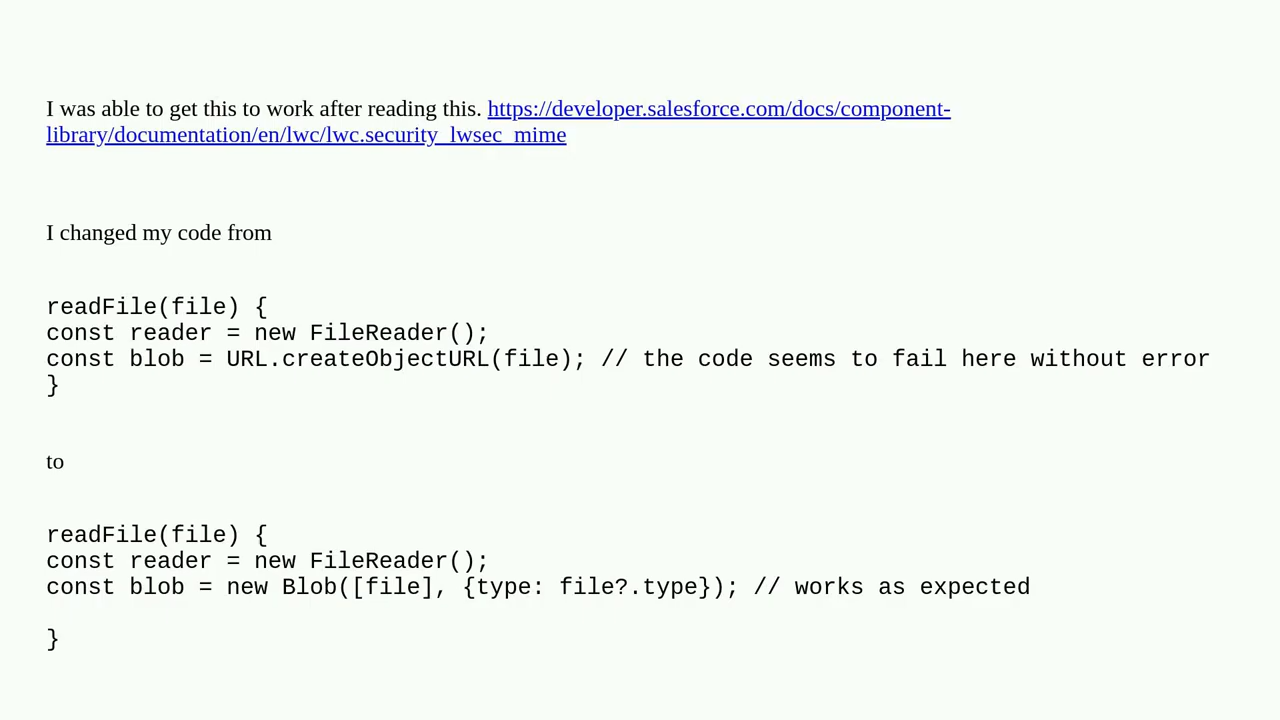 I was able to get this to work after reading this. https://developer.salesforce.com/docs/component-
library/documentation/en/lwc/lwc.security_lwsec_mime
I changed my code from
readFile(file) {
const reader = new FileReader();
const blob = URL.createObjectURL(file); // the code seems to fail here without error
}
to
readFile(file) {
const reader = new FileReader();
const blob = new Blob([file], {type: file?.type}); // works as expected
}